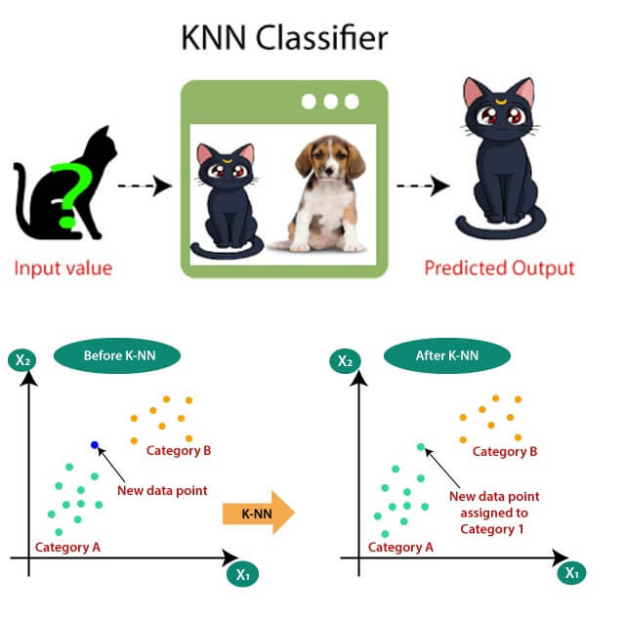 KNN Classifier
?
Input value
Predicted Output
X₂
Before K-NN
Category B
New data point
Category A
X₁
K-NN
X₂
After K-NN
Category B
New data point
assigned to
Category 1
Category A
X₁